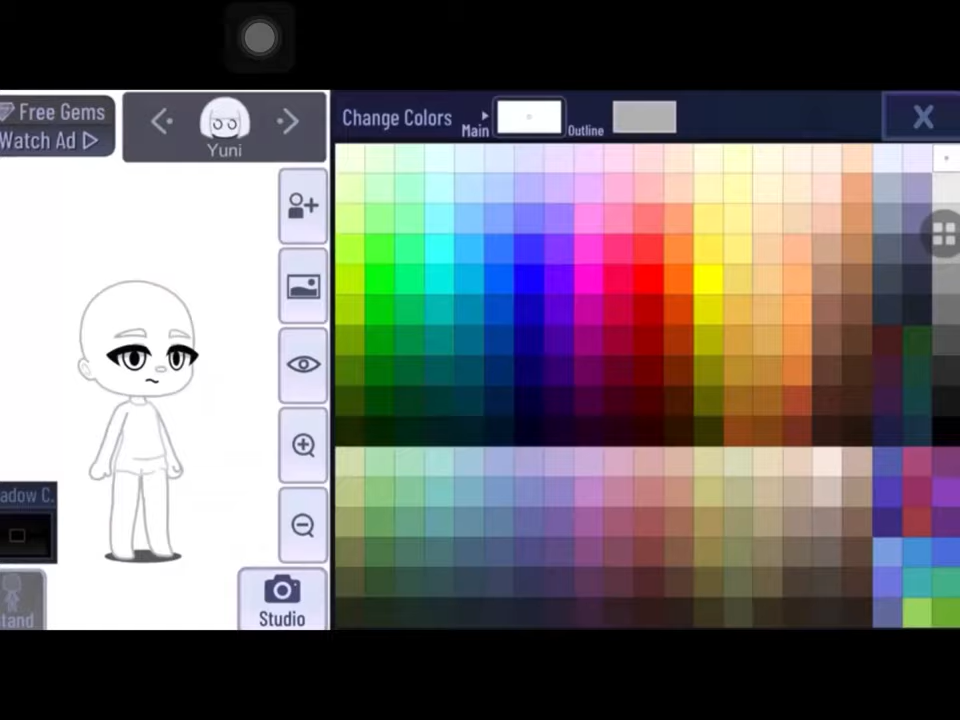 Free Gems
Watch Ad
Yuni
Change Colors
Main
Outline
X
adow C.
tand
Studio